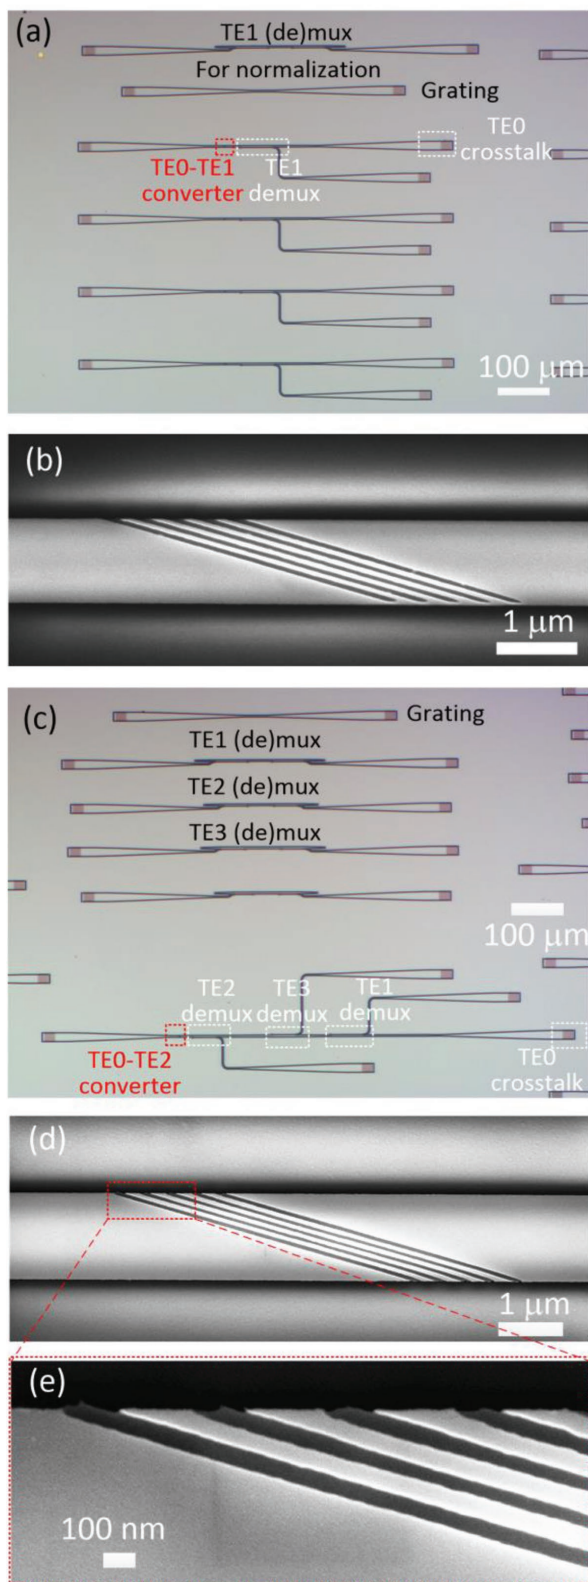 (a)
TE1 (de)mux
For normalization
Grating
TE0
crosstalk
TE0-TE1
converter
TE1
demux
100 μm
(b)
1 μm
(c)
Grating
TE1 (de)mux
TE2 (de)mux
TE3 (de)mux
100 μm
TE2
demux
TE3
demux
TE1
demux
TE0-TE2
converter
TE0
crosstalk
(d)
1 μm
(e)
100 nm